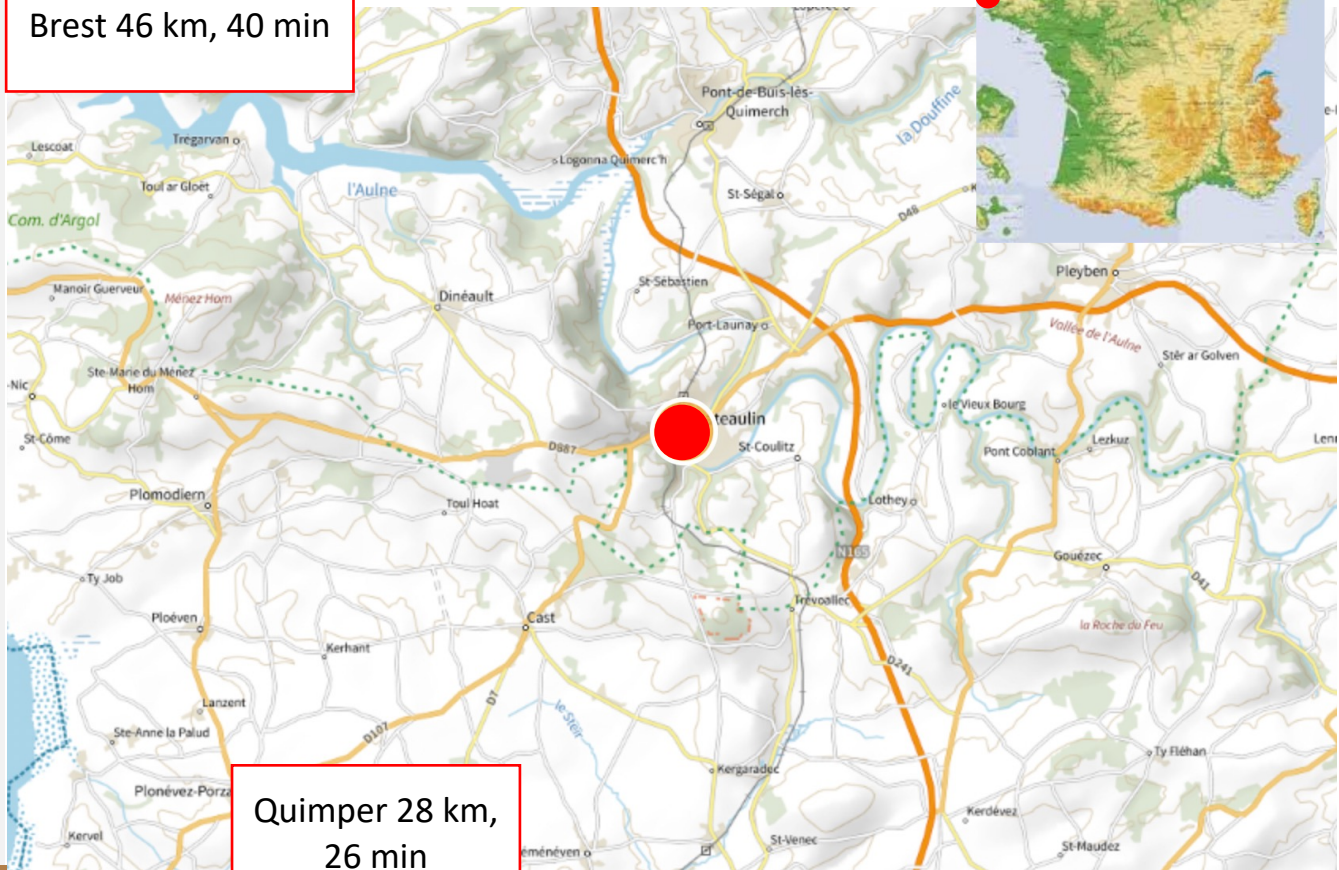 Brest 46 km, 40 min
Pont-de-Buis-lès-
Quimerch
la Douffine
Lescoat
Trégarvan
Logonna Quimerc'h
Toul ar Gloët
l'Aulne
St-Ségal
D48
Com. d'Argol
Pleyben
Manoir Guerveur
Ménez Hom
Dinéault
St-Sébastien
Port-Launay
Vallée de l'Aulne
Stêr ar Golven
Ste-Marie du Ménez
Hom
-Nic
le Vieux Bourg
teaulin
St-Côme
D887
St-Coulitz
Pont Coblant
Lezkuz
Plomodiern
Toul Hoat
Lothey
N165
Gouézec
Ty Job
D41
Trévoallec
Ploéven
Cast
la Roche du Feu
Kerhant
D241
Lanzent
D7
le Steir
Ste-Anne la Palud
D107
Ty Fléhan
Kergaradec
Plonévez-Porza
Quimper 28 km,
26 min
Kerdévez
Kervel
éménéven
St-Venec
St-Maudez